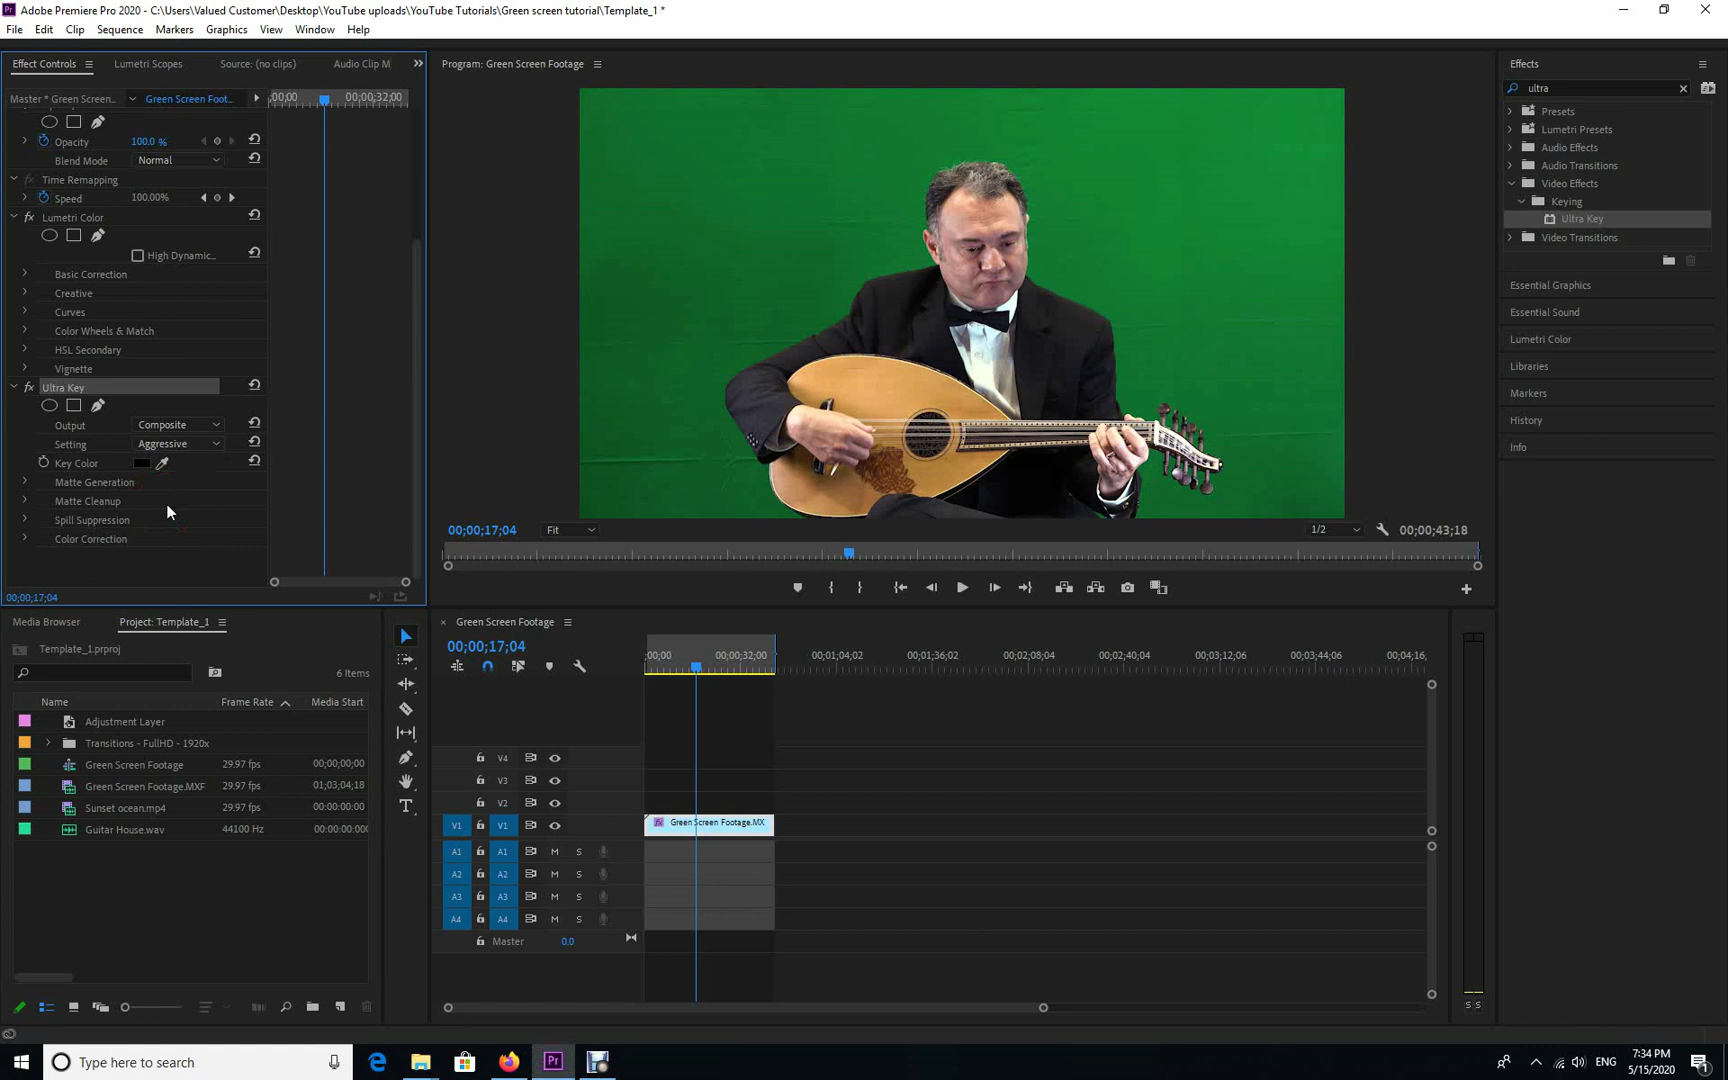 Adobe Premiere Pro 2020 - C:\Users\Valued Customer\Desktop\YouTube uploads\YouTube Tutorials\Green screen tutorial\Template_1 *
File Edit Clip Sequence Markers Graphics View Window Help
Effect Controls Lumetri Scopes Source: (no clips) Audio Clip M
Program: Green Screen Footage
Effects
Master * Green Screen... Green Screen Foot... ;00;00 00;00;32;00
ultra
Presets
Lumetri Presets
Audio Effects
Audio Transitions
Video Effects
Keying
Ultra Key
Video Transitions
Essential Graphics
Essential Sound
Lumetri Color
Libraries
Markers
History
Info
Opacity 100.0 %
Blend Mode Normal
Time Remapping
Speed 100.00%
fx Lumetri Color
High Dynamic...
Basic Correction
Creative
Curves
Color Wheels & Match
HSL Secondary
Vignette
fx Ultra Key
Output Composite
Setting Aggressive
Key Color
Matte Generation
Matte Cleanup
Spill Suppression
Color Correction
00;00;17;04
00;00;17;04 Fit 1/2 00;00;43;18
Media Browser Project: Template_1
Template_1.prproj
6 Items
Name Frame Rate Media Start
Adjustment Layer
Transitions - FullHD - 1920x
Green Screen Footage 29.97 fps 00;00;00;00
Green Screen Footage.MXF 29.97 fps 01;03;04;18
Sunset ocean.mp4 29.97 fps 00:00:00:00
Guitar House.wav 44100 Hz 00:00:00:000
× Green Screen Footage
00;00;17;04
;00;00 00;00;32;00 00;01;04;02 00;01;36;02 00;02;08;04 00;02;40;04 00;03;12;06 00;03;44;06 00;04;16,
V4
V3
V2
V1 V1 fx Green Screen Footage.MX
A1 A1 M S
A2 A2 M S
A3 A3 M S
A4 A4 M S
Master 0.0
S S
Type here to search
Pr
ENG
7:34 PM
5/15/2020
1